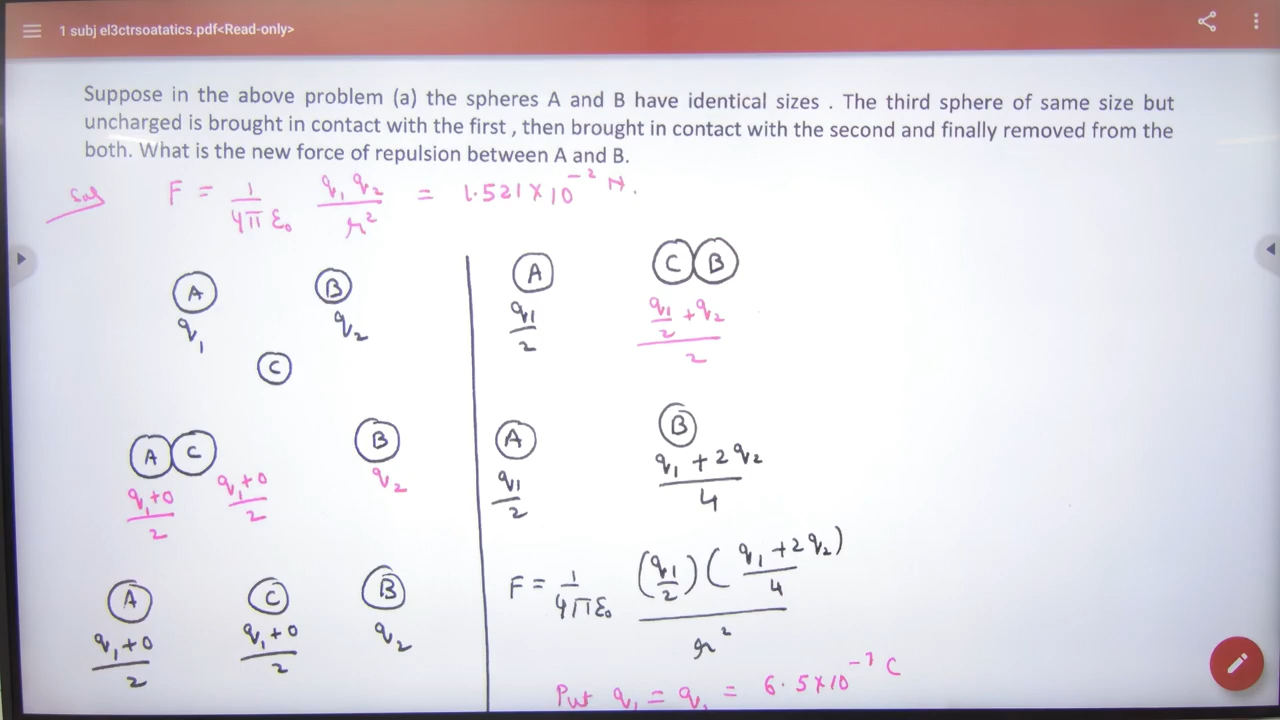 1 subj el3ctrsoatatics.pdf<Read-only>
Suppose in the above problem (a) the spheres A and B have identical sizes . The third sphere of same size but
uncharged is brought in contact with the first , then brought in contact with the second and finally removed from the
both. What is the new force of repulsion between A and B.
Sol F = 1/4πε₀ q₁q₂/r² = 1.521×10⁻² N.
A B
q₁ q₂
C
A C B
(q₁+0)/2 (q₁+0)/2 q₂
A C B
(q₁+0)/2 (q₁+0)/2 q₂
A C B
q₁/2 (q₁/2+q₂)/2
A B
q₁/2 (q₁+2q₂)/4
F = 1/4πε₀ (q₁/2)((q₁+2q₂)/4)/r²
Put q₁ = q₂ = 6.5×10⁻⁷ C